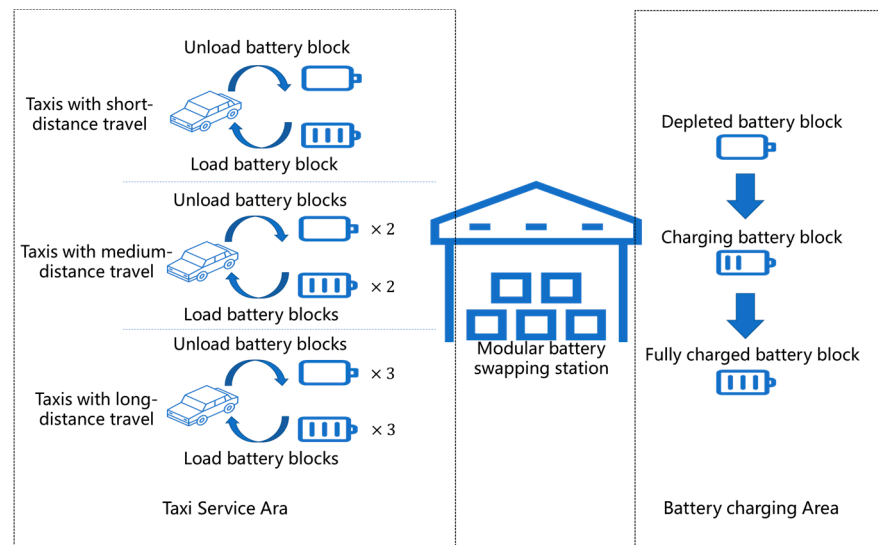 Unload battery block
Taxis with short-
distance travel
Load battery block
Unload battery blocks
× 2
Taxis with medium-
distance travel
× 2
Load battery blocks
Unload battery blocks
× 3
Taxis with long-
distance travel
× 3
Load battery blocks
Taxi Service Ara
Modular battery
swapping station
Depleted battery block
Charging battery block
Fully charged battery block
Battery charging Area